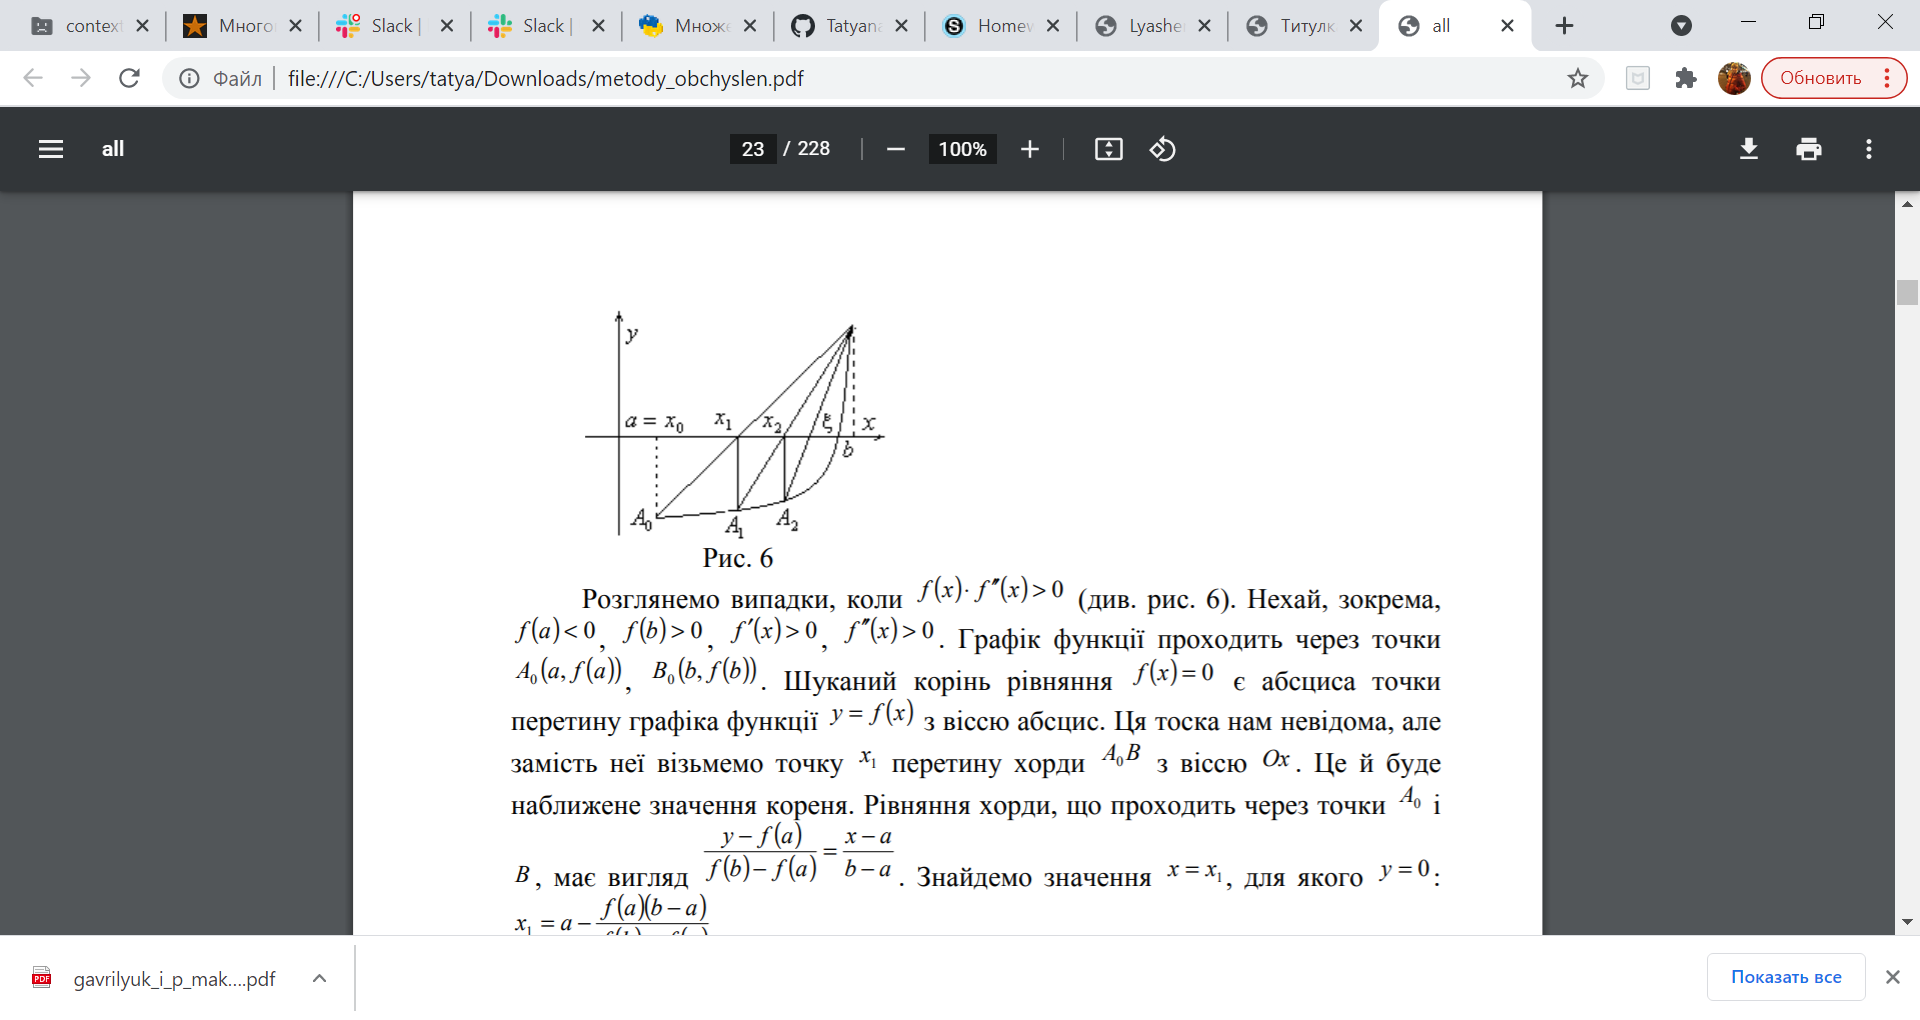 context
Много
Slack |
Slack |
Множе
Tatyana
Homew
Lyashe
Титулк
all
Файл | file:///C:/Users/tatya/Downloads/metody_obchyslen.pdf
Обновить
all
23 / 228
100%
y
a = x₀ x₁ x₂ ξ x
b
A₀ A₁ A₂
Рис. 6
Розглянемо випадки, коли f(x)· f″(x)>0 (див. рис. 6). Нехай, зокрема,
f(a)<0, f(b)>0, f′(x)>0, f″(x)>0. Графік функції проходить через точки
A₀(a, f(a)), B₀(b, f(b)). Шуканий корінь рівняння f(x)=0 є абсциса точки
перетину графіка функції y = f(x) з віссю абсцис. Ця тоска нам невідома, але
замість неї візьмемо точку x₁ перетину хорди A₀B з віссю Ox. Це й буде
наближене значення кореня. Рівняння хорди, що проходить через точки A₀ і
B, має вигляд (y − f(a))/(f(b) − f(a)) = (x − a)/(b − a). Знайдемо значення x = x₁, для якого y = 0:
x₁ = a − f(a)(b − a)
gavrilyuk_i_p_mak....pdf
Показать все